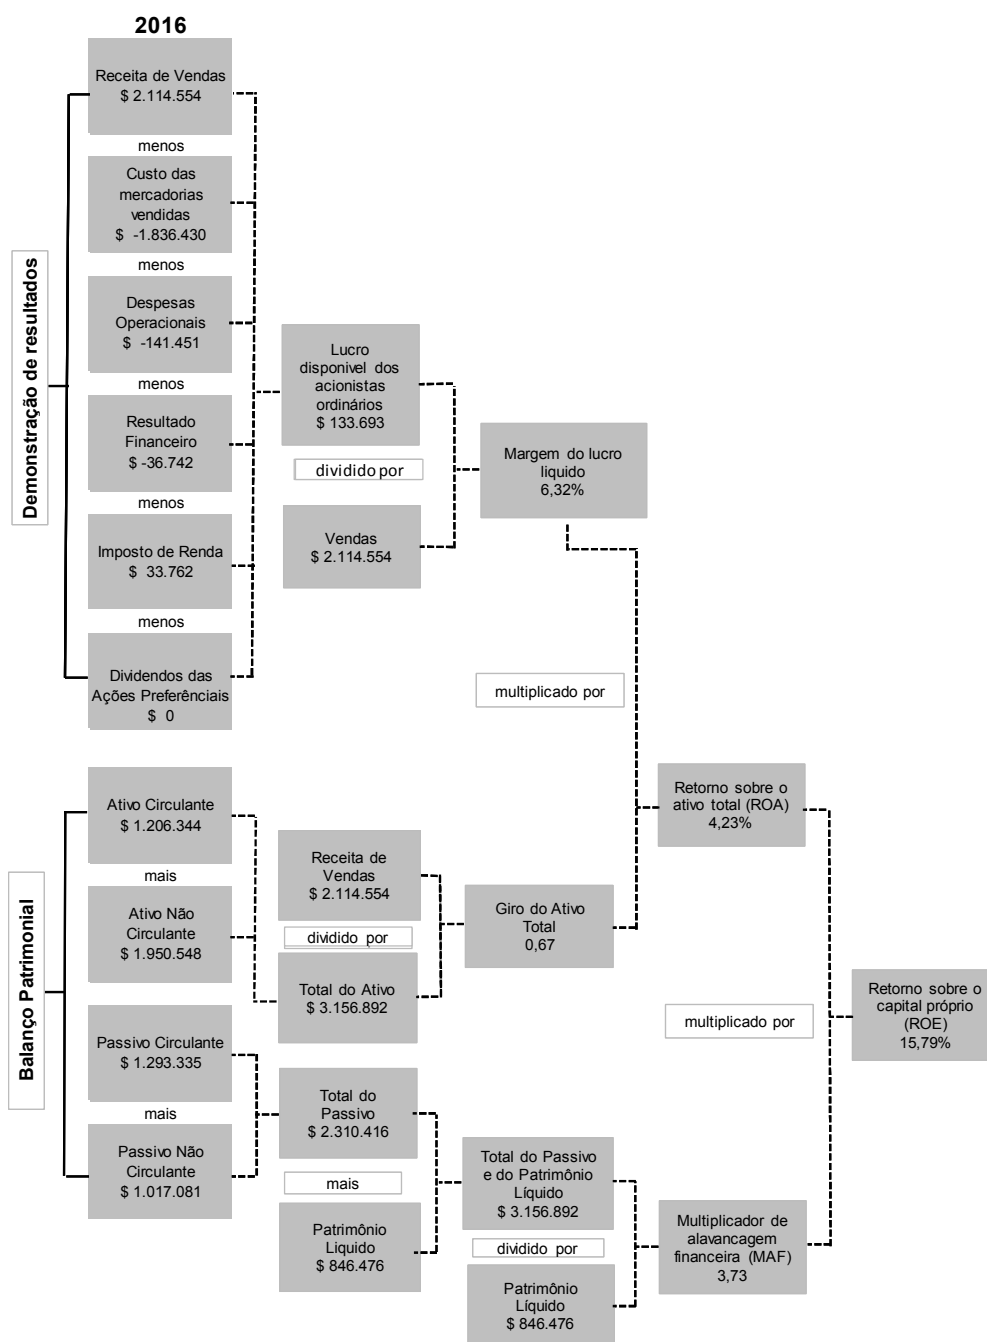 2016
Demonstração de resultados
Receita de Vendas
$ 2.114.554
menos
Custo das
mercadorias
vendidas
$ -1.836.430
menos
Despesas
Operacionais
$ -141.451
menos
Resultado
Financeiro
$ -36.742
menos
Imposto de Renda
$ 33.762
menos
Dividendos das
Ações Preferênciais
$ 0
Lucro
disponivel dos
acionistas
ordinários
$ 133.693
dividido por
Vendas
$ 2.114.554
Margem do lucro
liquido
6,32%
multiplicado por
Balanço Patrimonial
Ativo Circulante
$ 1.206.344
mais
Ativo Não
Circulante
$ 1.950.548
Passivo Circulante
$ 1.293.335
mais
Passivo Não
Circulante
$ 1.017.081
Receita de
Vendas
$ 2.114.554
dividido por
Total do Ativo
$ 3.156.892
Total do
Passivo
$ 2.310.416
mais
Patrimônio
Liquido
$ 846.476
Giro do Ativo
Total
0,67
Total do Passivo
e do Patrimônio
Líquido
$ 3.156.892
dividido por
Patrimônio
Líquido
$ 846.476
Retorno sobre o
ativo total (ROA)
4,23%
multiplicado por
Multiplicador de
alavancagem
financeira (MAF)
3,73
Retorno sobre o
capital próprio
(ROE)
15,79%